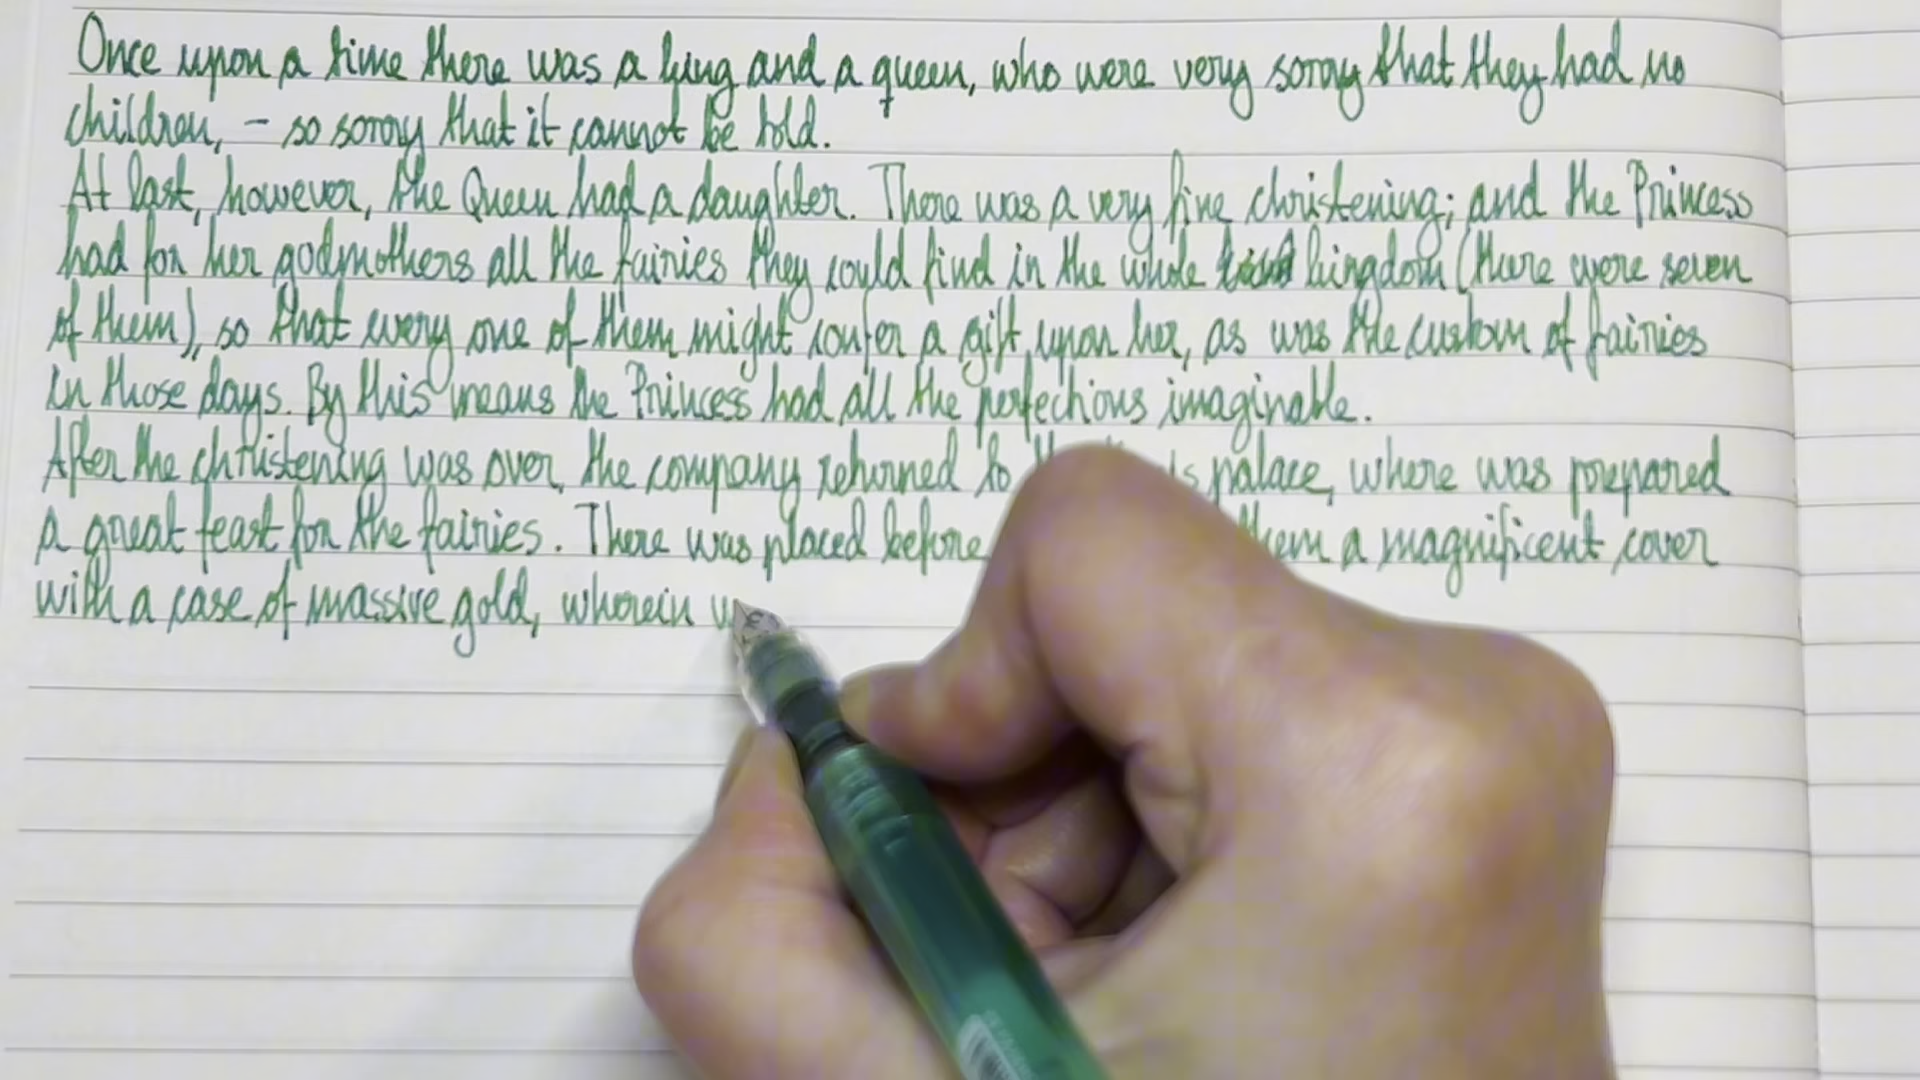 Once upon a time there was a king and a queen, who were very sorry that they had no
children, - so sorry that it cannot be told.
At last, however, the Queen had a daughter. There was a very fine christening; and the Princess
had for her godmothers all the fairies they could find in the whole kingdom (there were seven
of them), so that every one of them might confer a gift upon her, as was the custom of fairies
in those days. By this means the Princess had all the perfections imaginable.
After the christening was over, the company returned to palace, where was prepared
a great feast for the fairies. There was placed before them a magnificent cover
with a case of massive gold, wherein